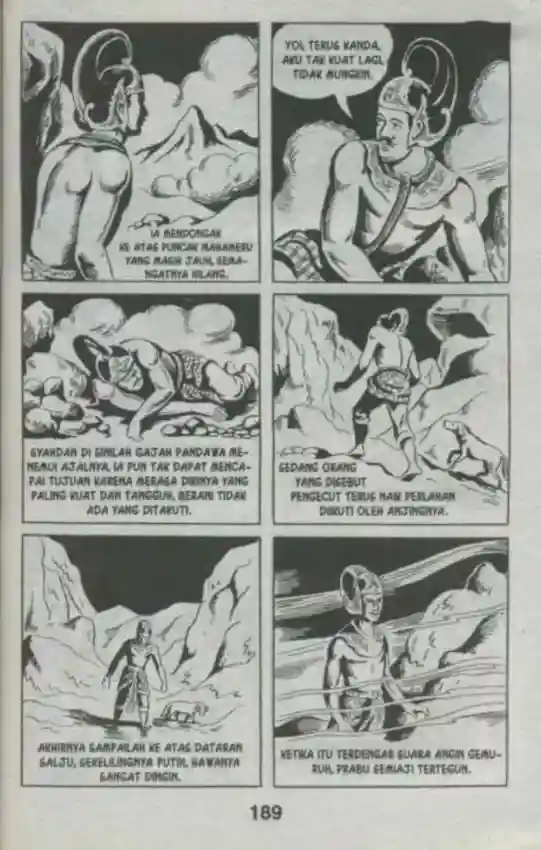 IA MENDONGAK
KE ATAS PUNCAK MAHAMERU
YANG MASIH JAUH, SEMA-
NGATNYA HILANG.
YOI, TERUS KANDA,
AKU TAK KUAT LAGI,
TIDAK MUNGKIN.
SYAHDAN DI SINILAH GAJAH PANDAWA ME-
NEMUI AJALNYA. IA PUN TAK DAPAT MENCA-
PAI TUJUAN KARENA MERASA DIRINYA YANG
PALING KUAT DAN TANGGUH, BERANI TIDAK
ADA YANG DITAKUTI.
SEDANG ORANG
YANG DISEBUT
PENGECUT TERUS NAIK PERLAHAN
DIIKUTI OLEH ANJINGNYA.
AKHIRNYA SAMPAILAH KE ATAS DATARAN
SALJU, SEKELILINGNYA PUTIH, HAWANYA
SANGAT DINGIN.
KETIKA ITU TERDENGAR SUARA ANGIN GEMU-
RUH, PRABU SEMIAJI TERTEGUN.
189